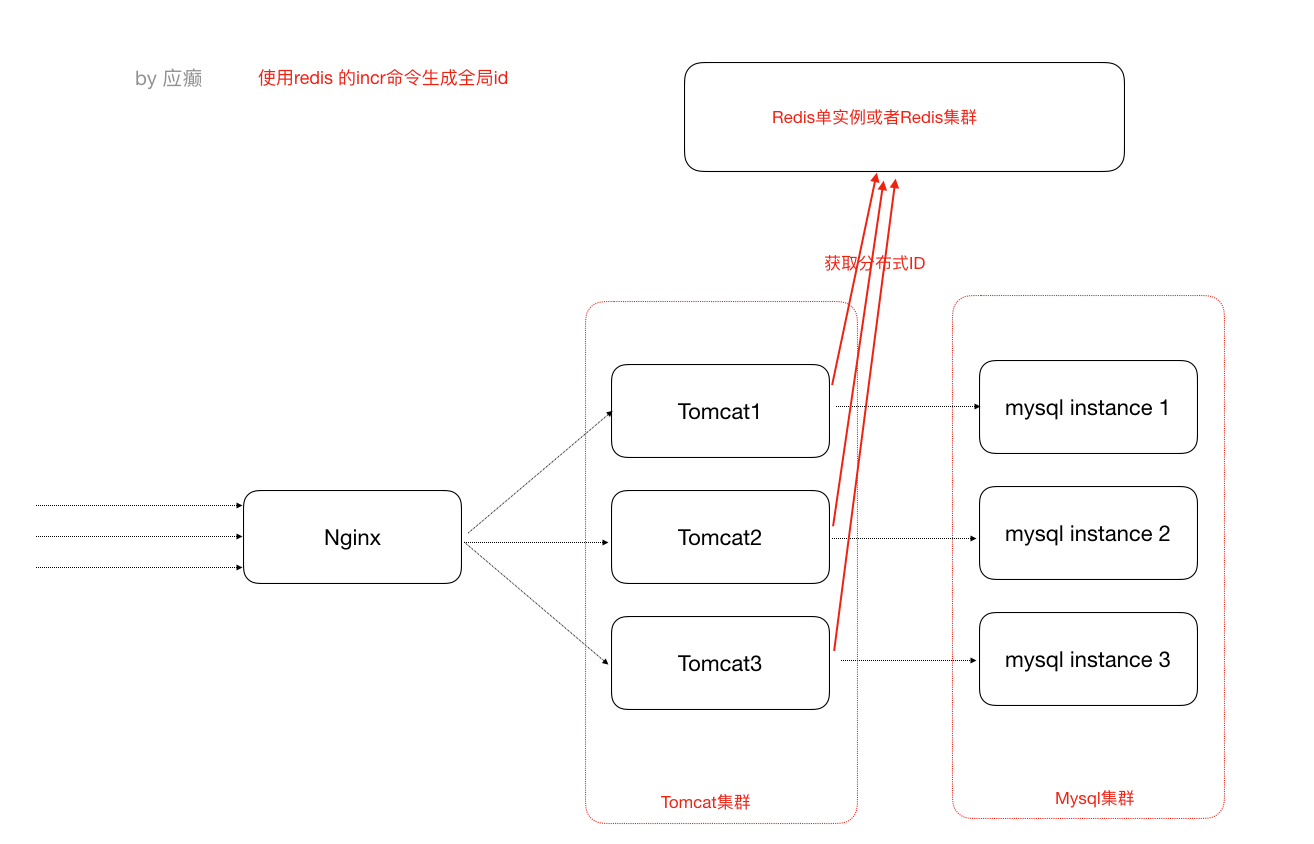 by 应癫
使用redis 的incr命令生成全局id
Redis单实例或者Redis集群
获取分布式ID
Tomcat1
mysql instance 1
Nginx
Tomcat2
mysql instance 2
Tomcat3
mysql instance 3
Tomcat集群
Mysql集群